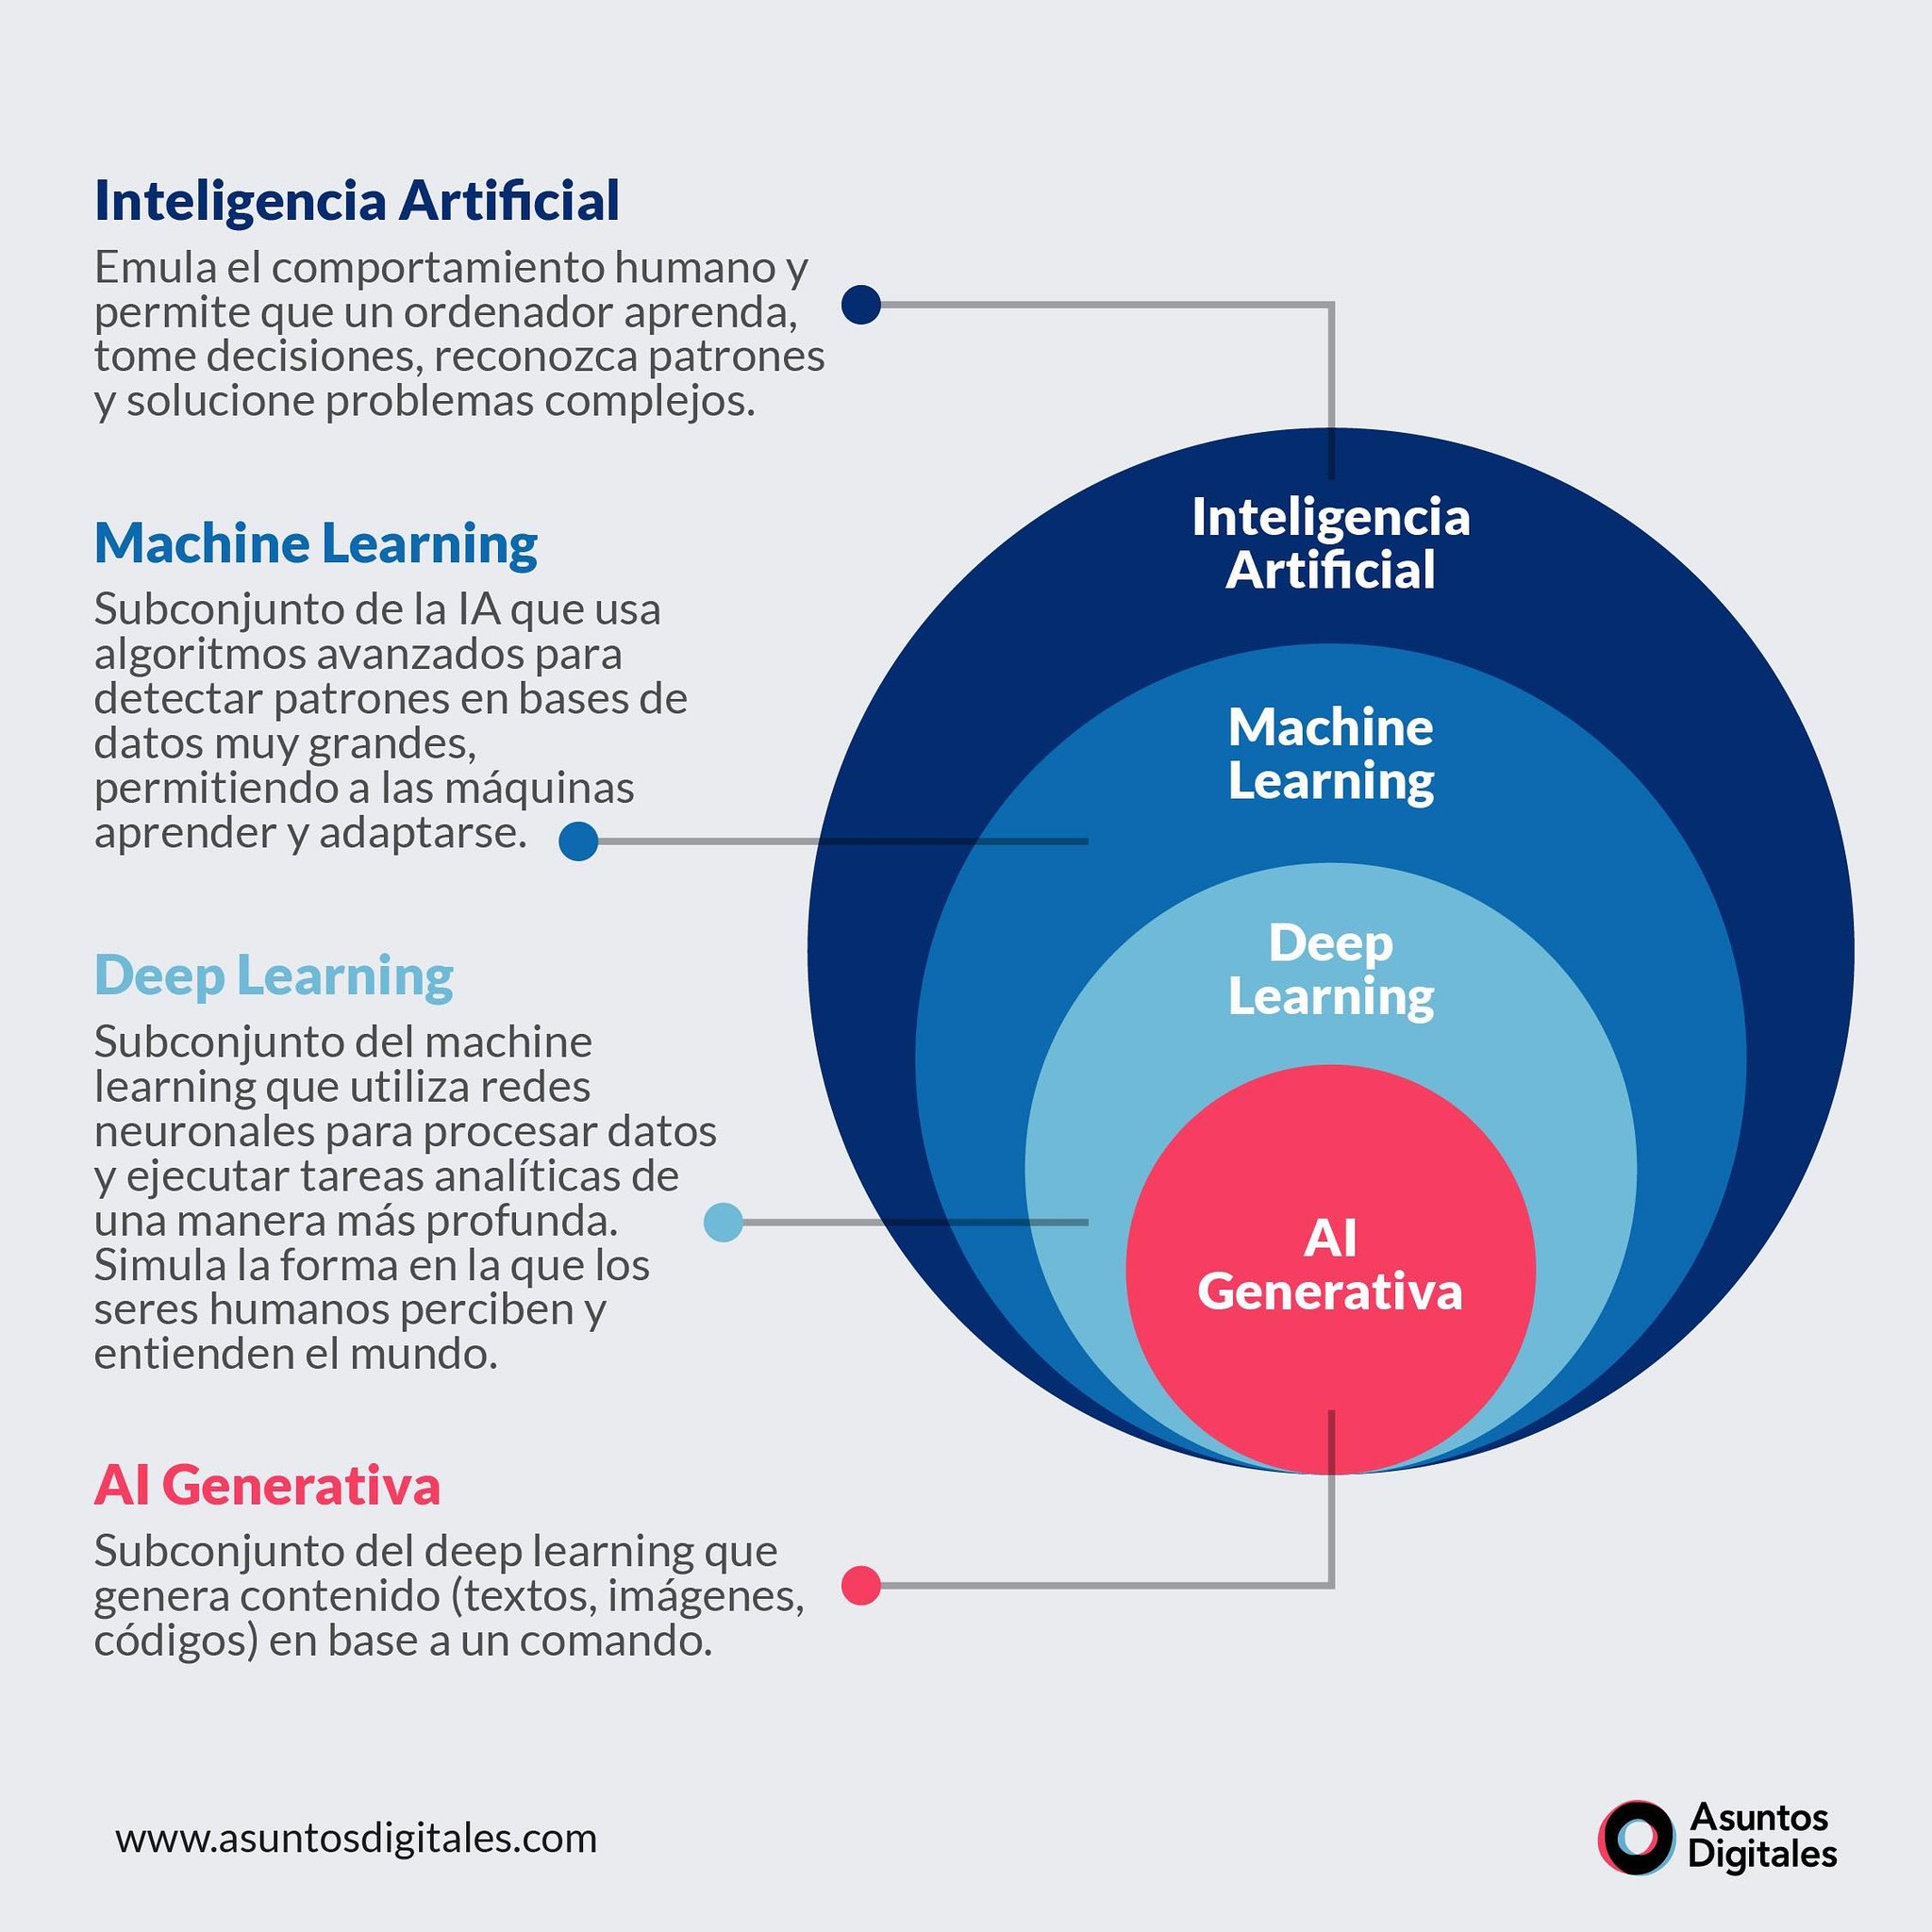 Inteligencia Artificial
Emula el comportamiento humano y
permite que un ordenador aprenda,
tome decisiones, reconozca patrones
y solucione problemas complejos.
Machine Learning
Subconjunto de la IA que usa
algoritmos avanzados para
detectar patrones en bases de
datos muy grandes,
permitiendo a las máquinas
aprender y adaptarse.
Deep Learning
Subconjunto del machine
learning que utiliza redes
neuronales para procesar datos
y ejecutar tareas analíticas de
una manera más profunda.
Simula la forma en la que los
seres humanos perciben y
entienden el mundo.
AI Generativa
Subconjunto del deep learning que
genera contenido (textos, imágenes,
códigos) en base a un comando.
Inteligencia
Artificial
Machine
Learning
Deep
Learning
AI
Generativa
www.asuntosdigitales.com
Asuntos
Digitales